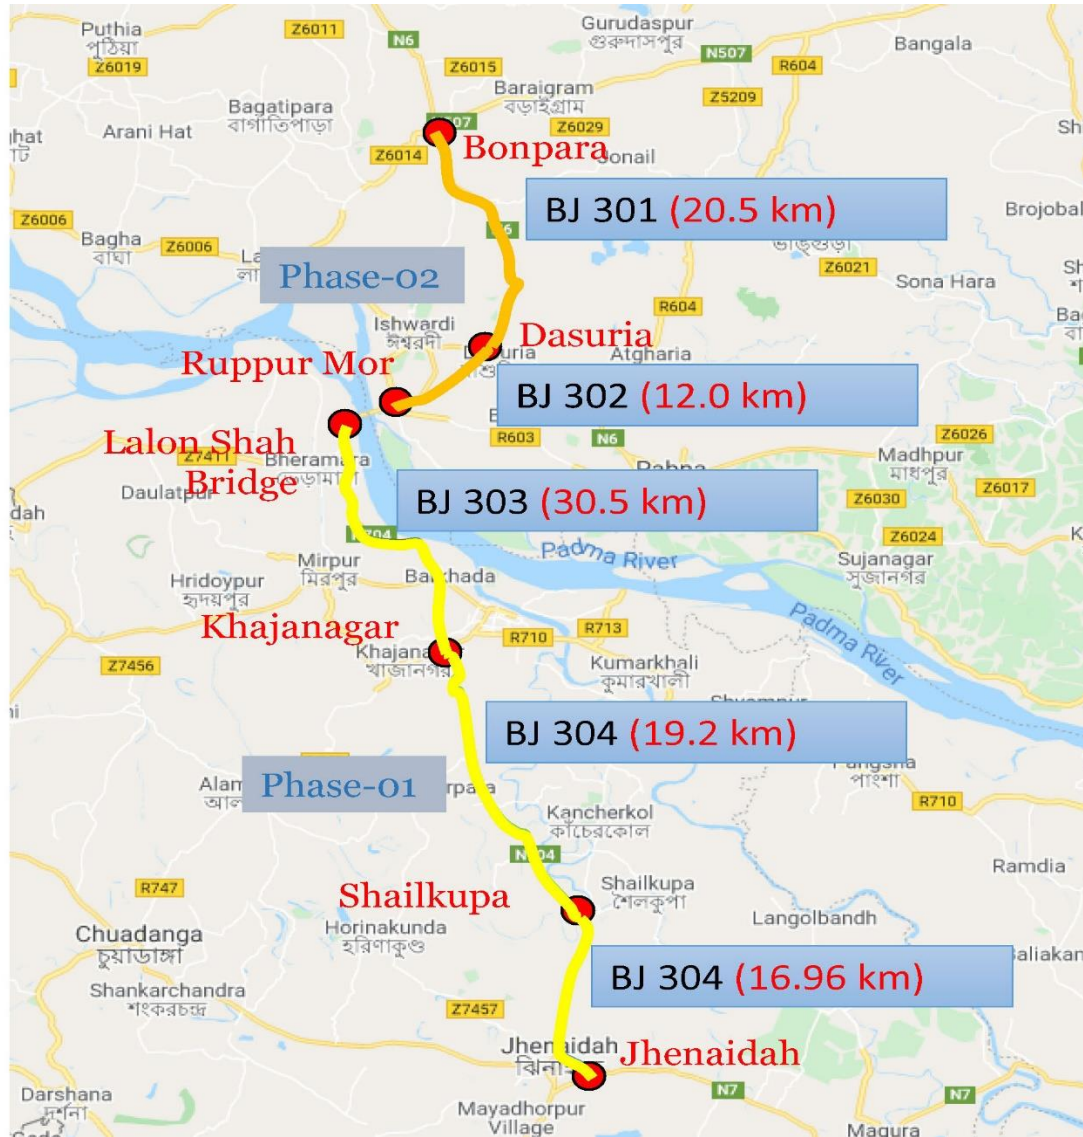 Puthia
পুঠিয়া
Z6011
N6
Gurudaspur
গুরুদাসপুর
N507
Bangala
Z6019
Z6015
R604
Baraigram
বড়াইগ্রাম
Z5209
Bagatipara
বাগাতিপাড়া
Arani Hat
Z6029
Bonpara
Z6014
Jonail
BJ 301 (20.5 km)
Z6006
Bagha
বাঘা
Z6006
Z6021
Sona Hara
Phase-02
R604
Ishwardi
ঈশ্বরদী
Dasuria
Atgharia
Ruppur Mor
BJ 302 (12.0 km)
R603
N6
Z6026
Lalon Shah
Bridge
Z7411
Bheramara
Madhpur
মাধপুর
Daulatpur
Z6030
Z6017
BJ 303 (30.5 km)
Z6024
Padma River
Sujanagar
সুজানগর
Mirpur
মিরপুর
Hridoypur
হৃদয়পুর
Khajanagar
R710
R713
Padma River
Z7456
খাজানগর
Kumarkhali
কুমারখালী
BJ 304 (19.2 km)
Phase-01
পাংশা
R710
Kancherkol
কাঁচেরকোল
Ramdia
R747
Shailkupa
Shailkupa
শৈলকুপা
Langolbandh
Chuadanga
চুয়াডাঙ্গা
Horinakunda
হরিণাকুণ্ড
BJ 304 (16.96 km)
Shankarchandra
শংকরচন্দ্র
Z7457
Jhenaidah
Jhenaidah
Darshana
দর্শনা
N7
N7
Mayadhorpur
Village
Magura